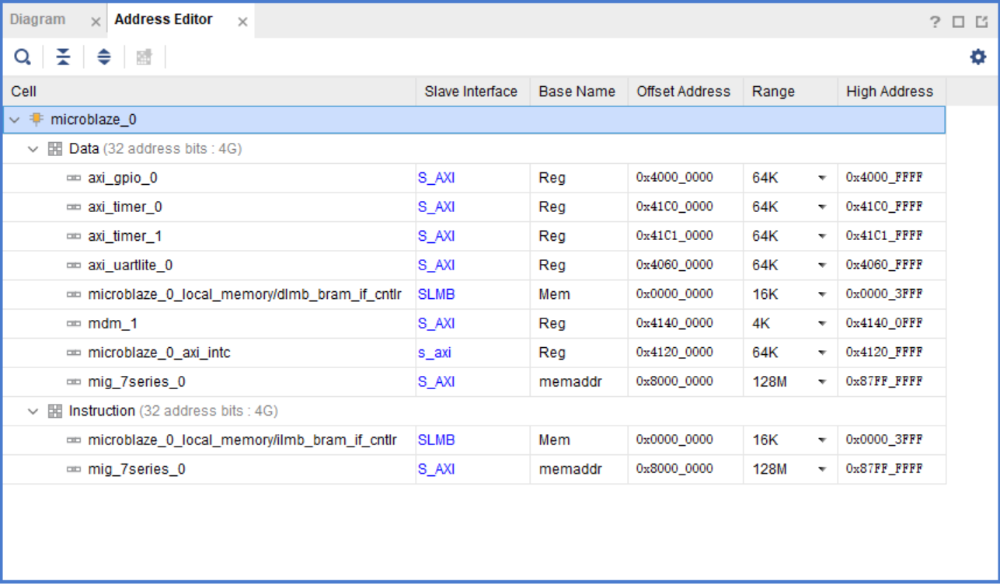 Diagram × Address Editor × ?
Cell Slave Interface Base Name Offset Address Range High Address
microblaze_0
Data (32 address bits : 4G)
axi_gpio_0 S_AXI Reg 0x4000_0000 64K 0x4000_FFFF
axi_timer_0 S_AXI Reg 0x41C0_0000 64K 0x41C0_FFFF
axi_timer_1 S_AXI Reg 0x41C1_0000 64K 0x41C1_FFFF
axi_uartlite_0 S_AXI Reg 0x4060_0000 64K 0x4060_FFFF
microblaze_0_local_memory/dlmb_bram_if_cntlr SLMB Mem 0x0000_0000 16K 0x0000_3FFF
mdm_1 S_AXI Reg 0x4140_0000 4K 0x4140_0FFF
microblaze_0_axi_intc s_axi Reg 0x4120_0000 64K 0x4120_FFFF
mig_7series_0 S_AXI memaddr 0x8000_0000 128M 0x87FF_FFFF
Instruction (32 address bits : 4G)
microblaze_0_local_memory/ilmb_bram_if_cntlr SLMB Mem 0x0000_0000 16K 0x0000_3FFF
mig_7series_0 S_AXI memaddr 0x8000_0000 128M 0x87FF_FFFF